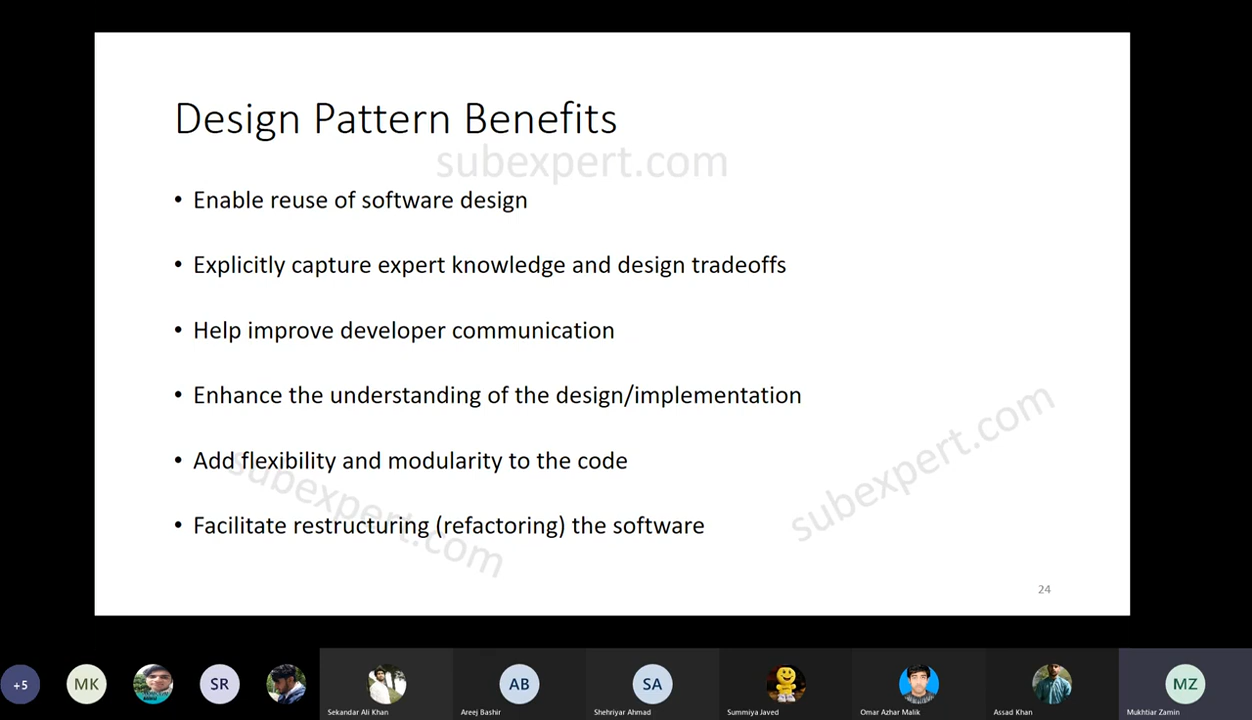 Design Pattern Benefits
subexpert.com
• Enable reuse of software design
• Explicitly capture expert knowledge and design tradeoffs
• Help improve developer communication
• Enhance the understanding of the design/implementation
subexpert.com
• Add flexibility and modularity to the code
subexpert.com
• Facilitate restructuring (refactoring) the software
24
+5
MK
SR
AB
SA
MZ
Sekandar Ali Khan
Areej Bashir
Shehriyar Ahmad
Summiya Javed
Omar Azhar Malik
Assad Khan
Mukhtiar Zamin